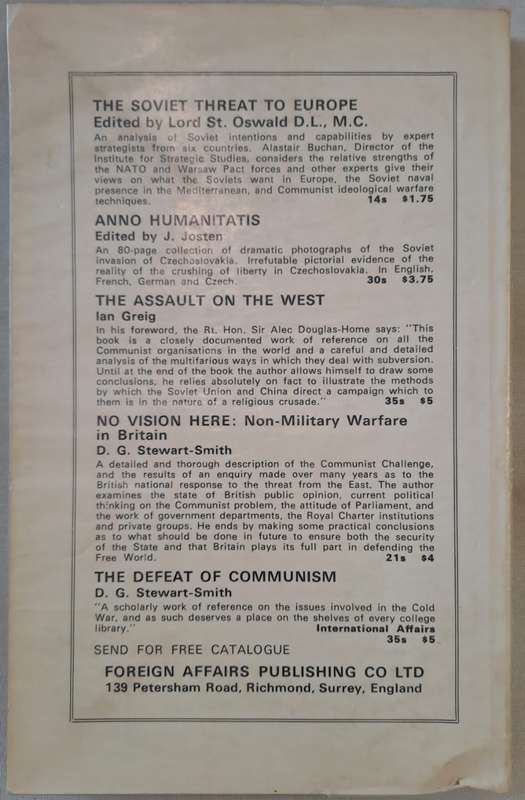 THE SOVIET THREAT TO EUROPE
Edited by Lord St. Oswald D.L., M.C.
An analysis of Soviet intentions and capabilities by expert
strategists from six countries. Alastair Buchan, Director of the
Institute for Strategic Studies, considers the relative strengths of
the NATO and Warsaw Pact forces and other experts give their
views on what the Soviets want in Europe, the Soviet naval
presence in the Mediterranean, and Communist ideological warfare
techniques. 14s $1.75
ANNO HUMANITATIS
Edited by J. Josten
An 80-page collection of dramatic photographs of the Soviet
invasion of Czechoslovakia. Irrefutable pictorial evidence of the
reality of the crushing of liberty in Czechoslovakia. In English,
French, German and Czech. 30s $3.75
THE ASSAULT ON THE WEST
Ian Greig
In his foreword, the Rt. Hon. Sir Alec Douglas-Home says: "This
book is a closely documented work of reference on all the
Communist organisations in the world and a careful and detailed
analysis of the multifarious ways in which they deal with subversion.
Until at the end of the book the author allows himself to draw some
conclusions, he relies absolutely on fact to illustrate the methods
by which the Soviet Union and China direct a campaign which to
them is in the nature of a religious crusade." 35s $5
NO VISION HERE: Non-Military Warfare
in Britain
D. G. Stewart-Smith
A detailed and thorough description of the Communist Challenge,
and the results of an enquiry made over many years as to the
British national response to the threat from the East. The author
examines the state of British public opinion, current political
thinking on the Communist problem, the attitude of Parliament, and
the work of government departments, the Royal Charter institutions
and private groups. He ends by making some practical conclusions
as to what should be done in future to ensure both the security
of the State and that Britain plays its full part in defending the
Free World. 21s $4
THE DEFEAT OF COMMUNISM
D. G. Stewart-Smith
"A scholarly work of reference on the issues involved in the Cold
War, and as such deserves a place on the shelves of every college
library." International Affairs
35s $5
SEND FOR FREE CATALOGUE
FOREIGN AFFAIRS PUBLISHING CO LTD
139 Petersham Road, Richmond, Surrey, England